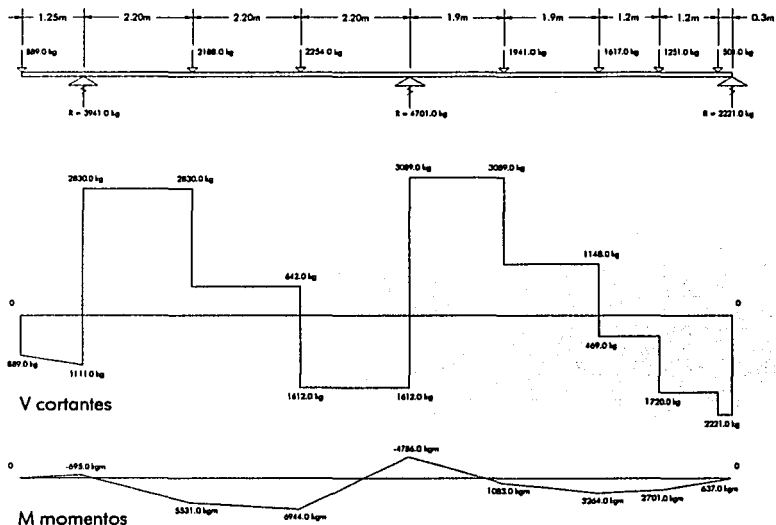 1.25m 2.20m 2.20m 2.20m 1.9m 1.9m 1.2m 1.2m 0.3m
889.0 kg 2188.0 kg 2254.0 kg 1941.0 kg 1617.0 kg 1251.0 kg 501.0 kg
R = 3941.0 kg R = 4701.0 kg R = 2221.0 kg
2830.0 kg 2830.0 kg 3089.0 kg 3089.0 kg
642.0 kg 1148.0 kg
0 0
889.0 kg 1111.0 kg 469.0 kg
1612.0 kg 1612.0 kg 1720.0 kg
2221.0 kg
V cortantes
0 -695.0 kgm -4786.0 kgm 0
5531.0 kgm 6944.0 kgm 1083.0 kgm 3264.0 kgm 2701.0 kgm 637.0 kgm
M momentos